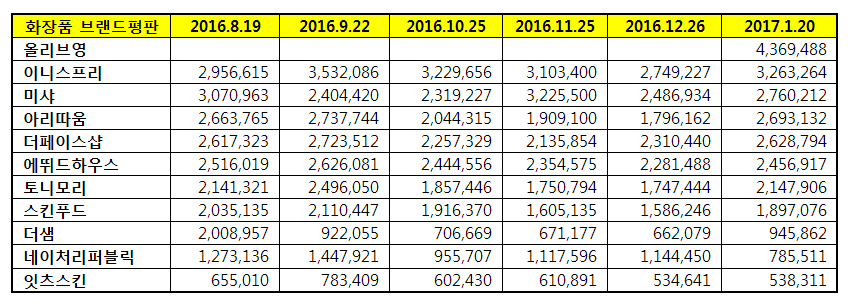 화장품 브랜드평판 2016.8.19 2016.9.22 2016.10.25 2016.11.25 2016.12.26 2017.1.20
올리브영 4,369,488
이니스프리 2,956,615 3,532,086 3,229,656 3,103,400 2,749,227 3,263,264
미샤 3,070,963 2,404,420 2,319,227 3,225,500 2,486,934 2,760,212
아리따움 2,663,765 2,737,744 2,044,315 1,909,100 1,796,162 2,693,132
더페이스샵 2,617,323 2,723,512 2,257,329 2,135,854 2,310,440 2,628,794
에뛰드하우스 2,516,019 2,626,081 2,444,556 2,354,575 2,281,488 2,456,917
토니모리 2,141,321 2,496,050 1,857,446 1,750,794 1,747,444 2,147,906
스킨푸드 2,035,135 2,110,447 1,916,370 1,605,135 1,586,246 1,897,076
더샘 2,008,957 922,055 706,669 671,177 662,079 945,862
네이처리퍼블릭 1,273,136 1,447,921 955,707 1,117,596 1,144,450 785,511
잇츠스킨 655,010 783,409 602,430 610,891 534,641 538,311